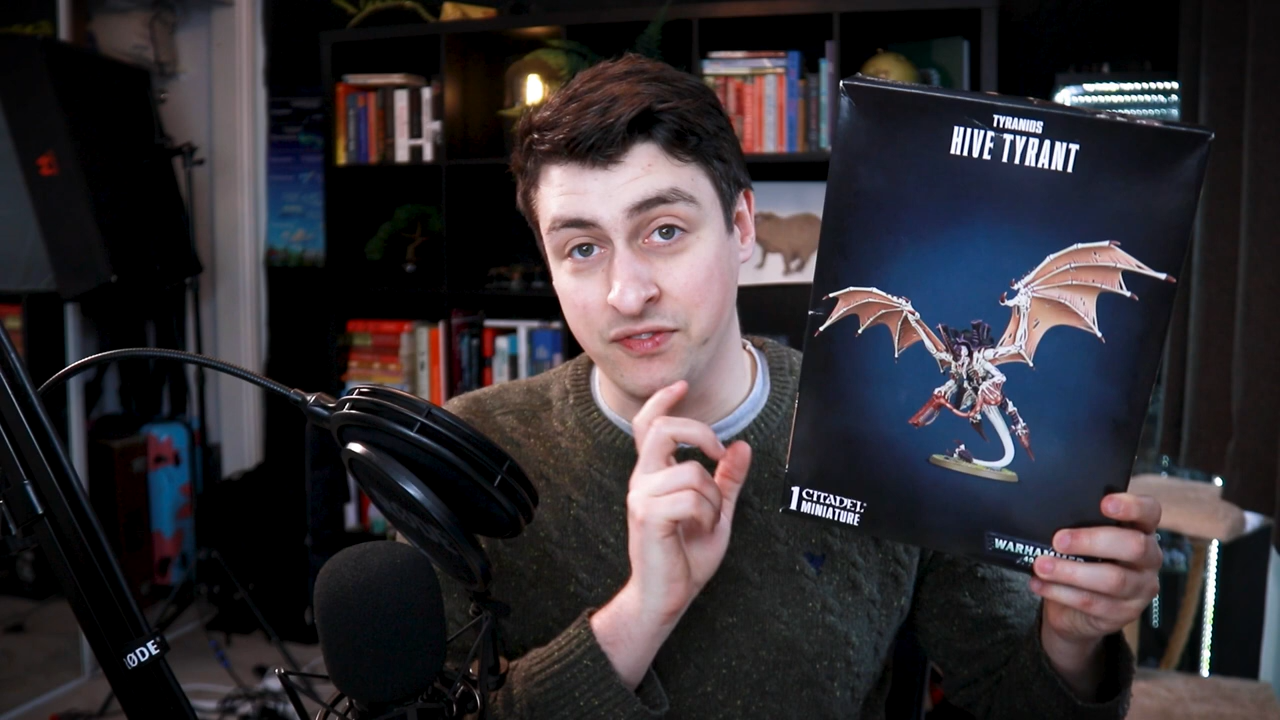 TYRANIDS
HIVE TYRANT
1 CITADEL
MINIATURE
RØDE